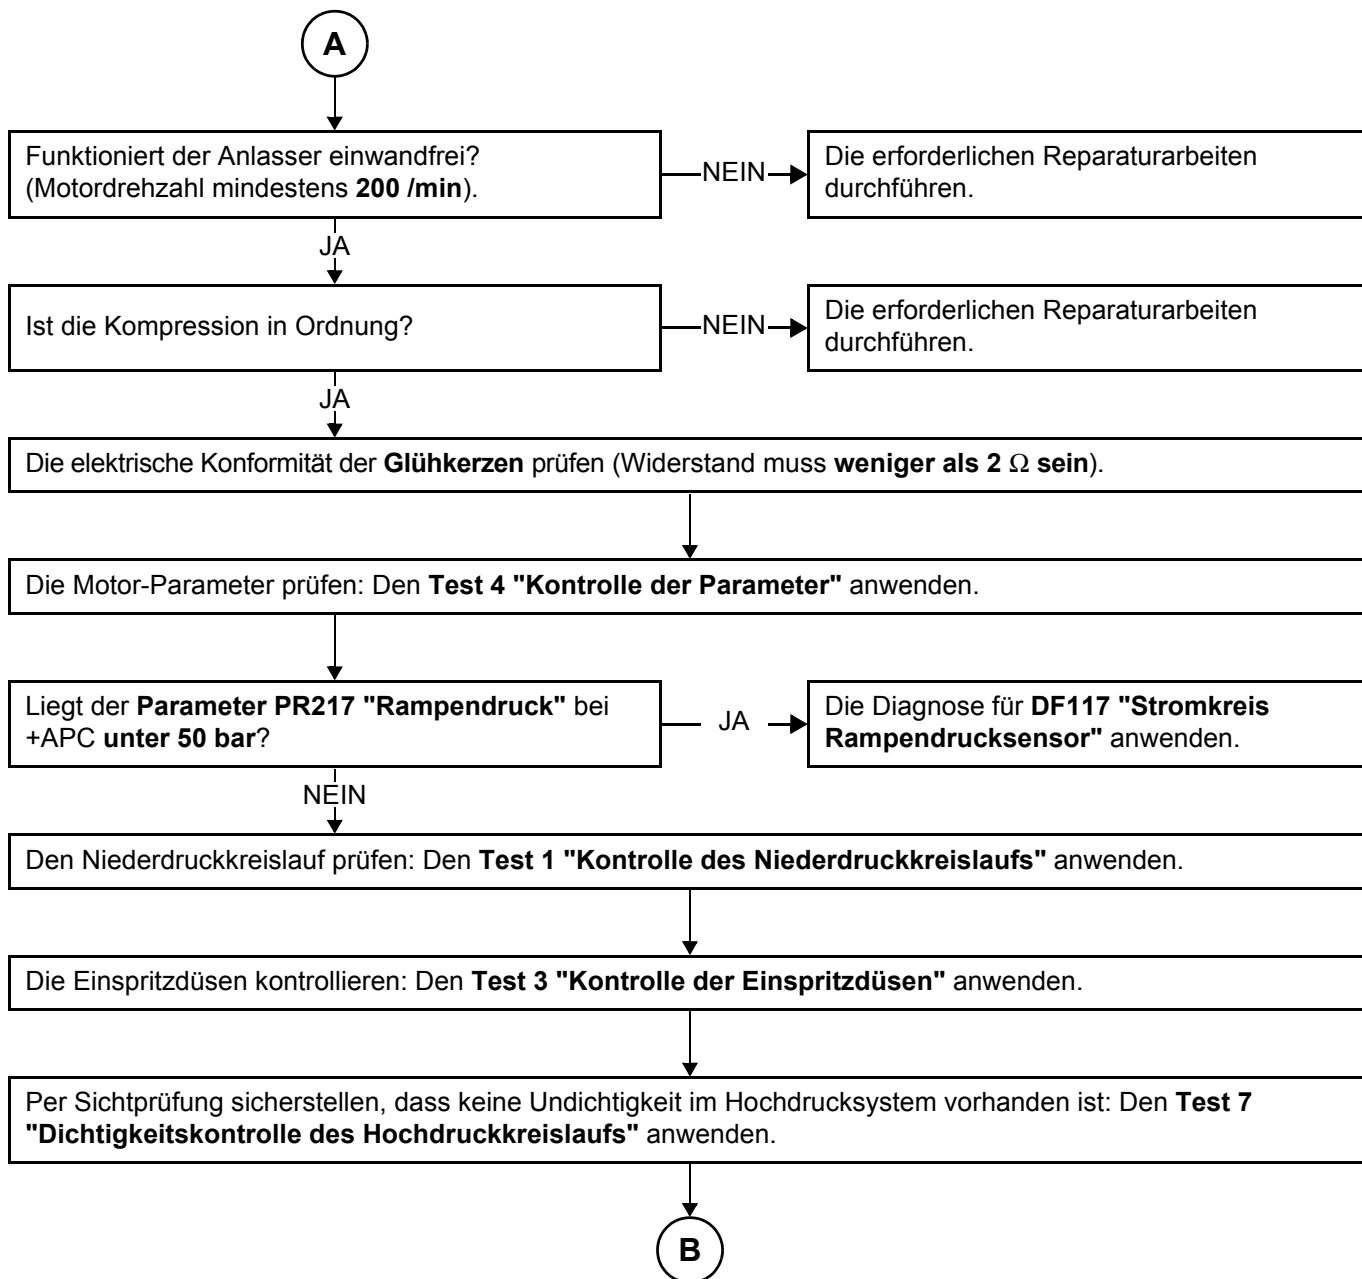 A
Funktioniert der Anlasser einwandfrei?
(Motordrehzahl mindestens 200 /min).
NEIN
Die erforderlichen Reparaturarbeiten
durchführen.
JA
Ist die Kompression in Ordnung?
NEIN
Die erforderlichen Reparaturarbeiten
durchführen.
JA
Die elektrische Konformität der Glühkerzen prüfen (Widerstand muss weniger als 2 Ω sein).
Die Motor-Parameter prüfen: Den Test 4 "Kontrolle der Parameter" anwenden.
Liegt der Parameter PR217 "Rampendruck" bei
+APC unter 50 bar?
JA
Die Diagnose für DF117 "Stromkreis
Rampendrucksensor" anwenden.
NEIN
Den Niederdruckkreislauf prüfen: Den Test 1 "Kontrolle des Niederdruckkreislaufs" anwenden.
Die Einspritzdüsen kontrollieren: Den Test 3 "Kontrolle der Einspritzdüsen" anwenden.
Per Sichtprüfung sicherstellen, dass keine Undichtigkeit im Hochdrucksystem vorhanden ist: Den Test 7
"Dichtigkeitskontrolle des Hochdruckkreislaufs" anwenden.
B